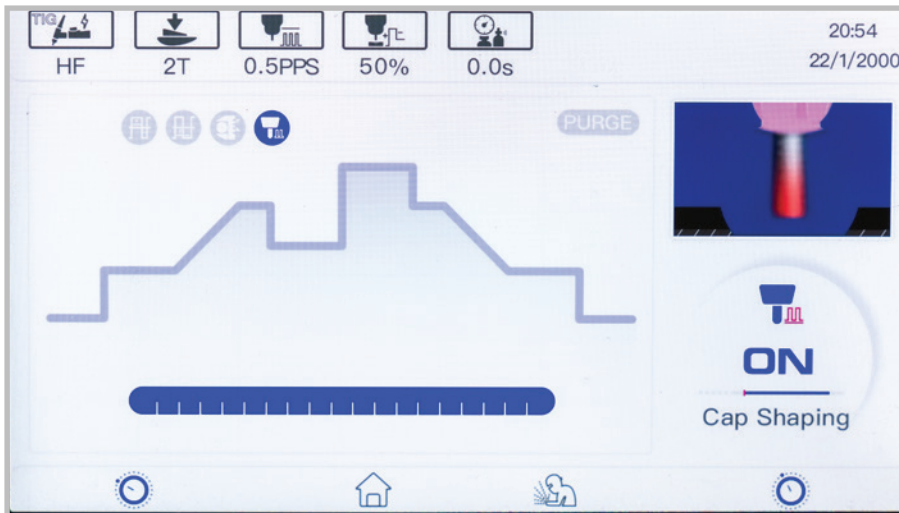 TIG
HF
2T
0.5PPS
50%
0.0s
20:54
22/1/2000
PURGE
ON
Cap Shaping